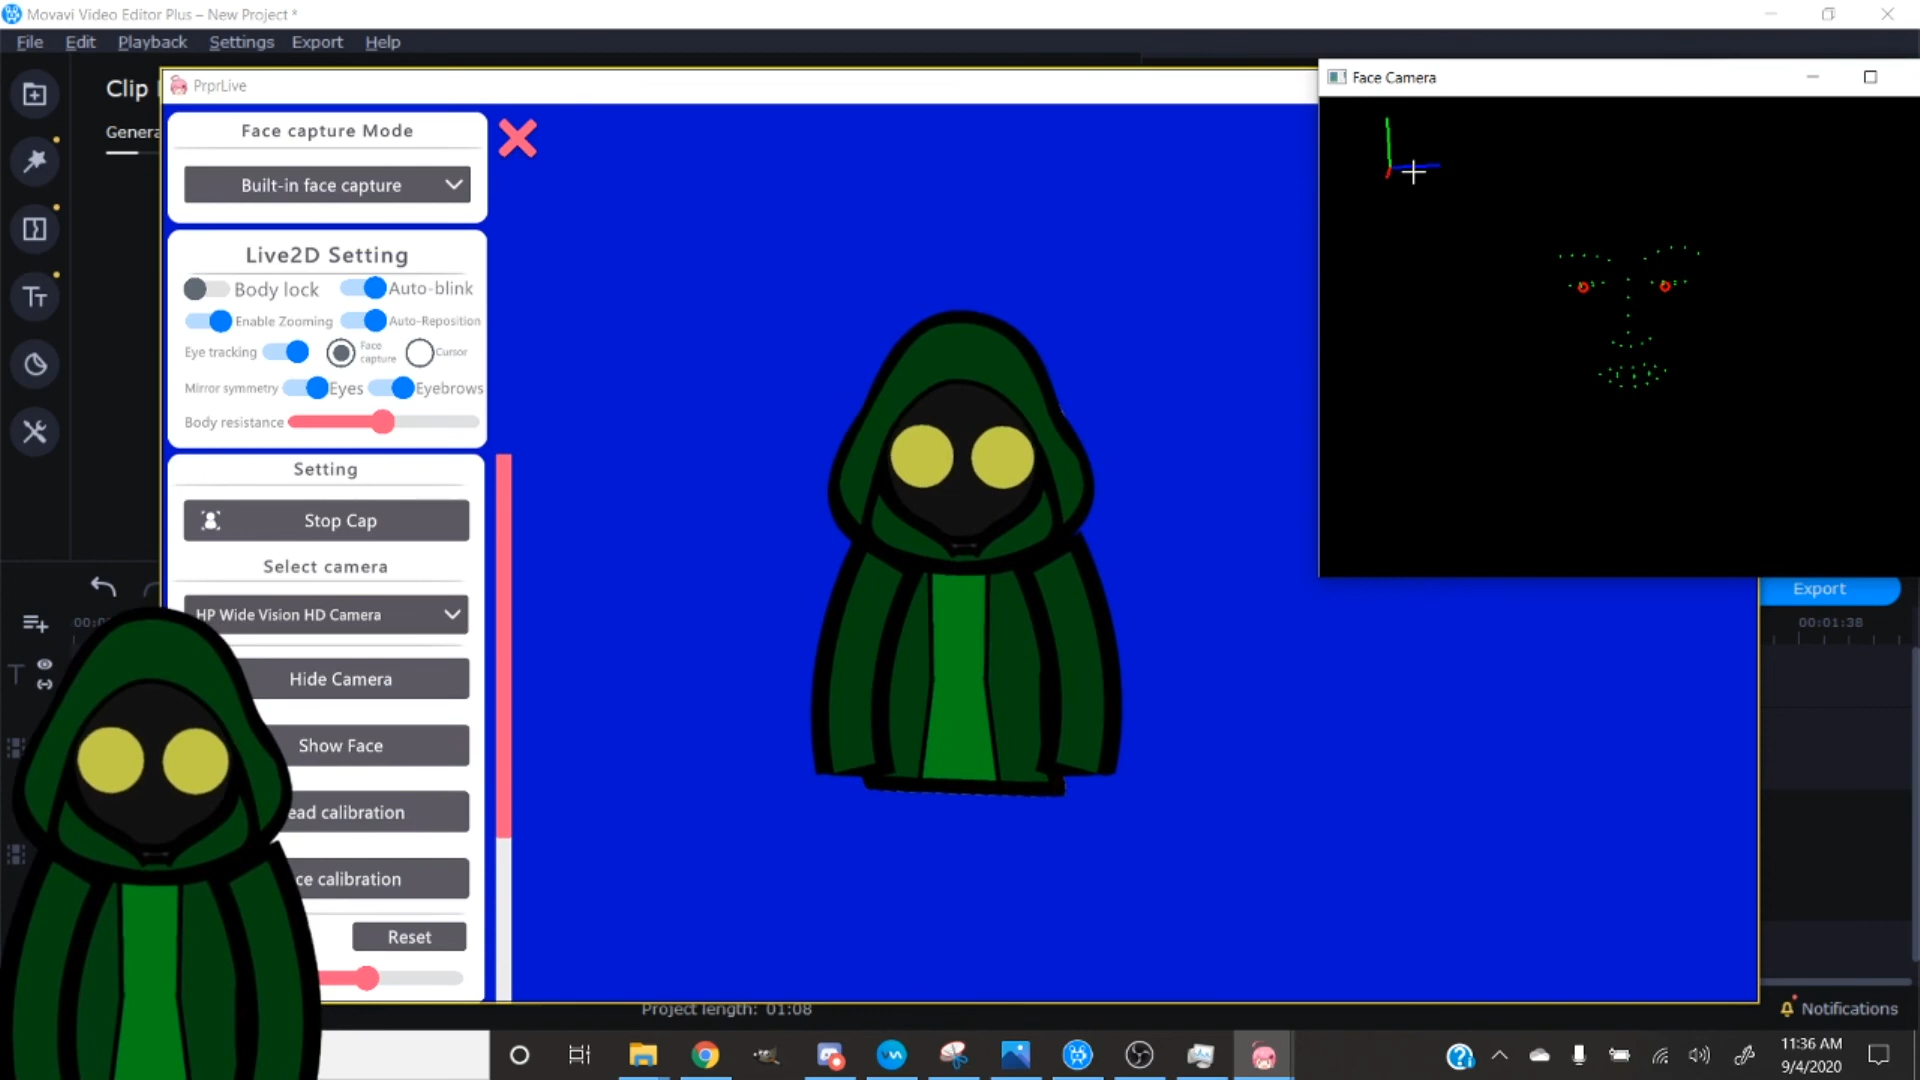 Movavi Video Editor Plus – New Project *
File Edit Playback Settings Export Help
Clip
Genera
PrprLive
Face capture Mode
Built-in face capture
Live2D Setting
Body lock Auto-blink
Enable Zooming Auto-Reposition
Eye tracking Face capture Cursor
Mirror symmetry Eyes Eyebrows
Body resistance
Setting
Stop Cap
Select camera
HP Wide Vision HD Camera
Hide Camera
Show Face
ead calibration
ce calibration
Reset
Face Camera
Export
00:01:38
Project length: 01:08
Notifications
11:36 AM
9/4/2020